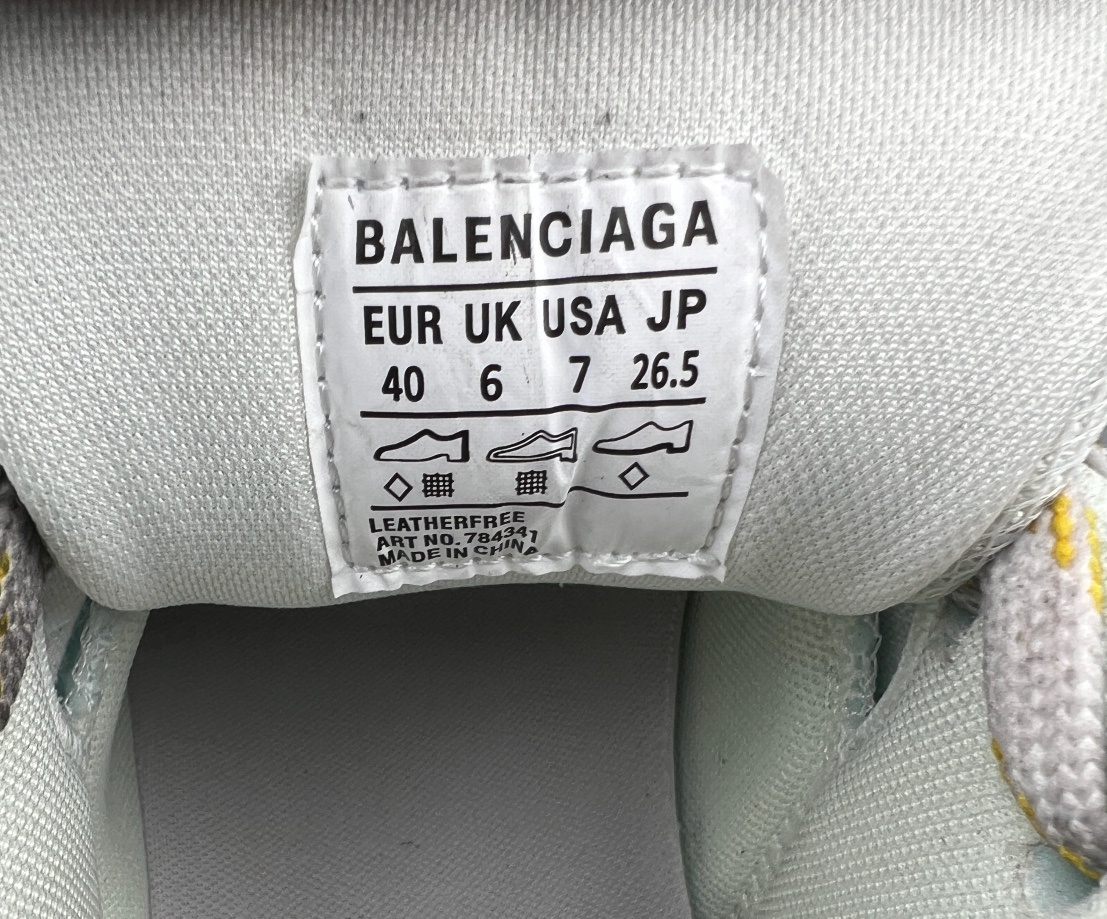 BALENCIAGA
EUR UK USA JP
40 6 7 26.5
LEATHERFREE
ART NO. 784341
MADE IN CHINA